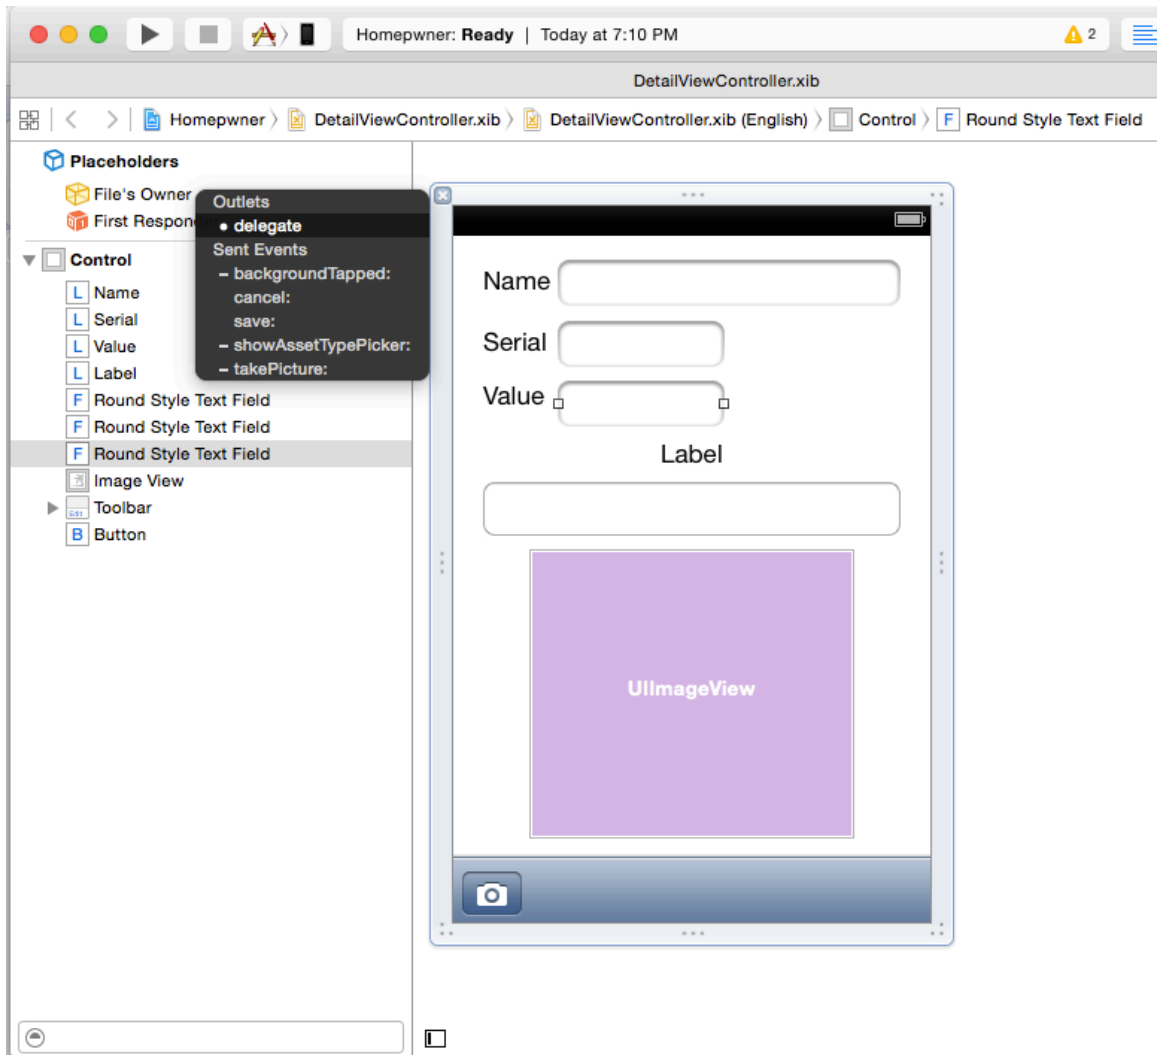 Homepwner: Ready | Today at 7:10 PM
2
DetailViewController.xib
Homepwner
DetailViewController.xib
DetailViewController.xib (English)
Control
F Round Style Text Field
Placeholders
File's Owner
First Respon
Outlets
• delegate
Sent Events
– backgroundTapped:
cancel:
save:
– showAssetTypePicker:
– takePicture:
Control
L Name
L Serial
L Value
L Label
F Round Style Text Field
F Round Style Text Field
F Round Style Text Field
Image View
Toolbar
B Button
Name
Serial
Value
Label
UIImageView